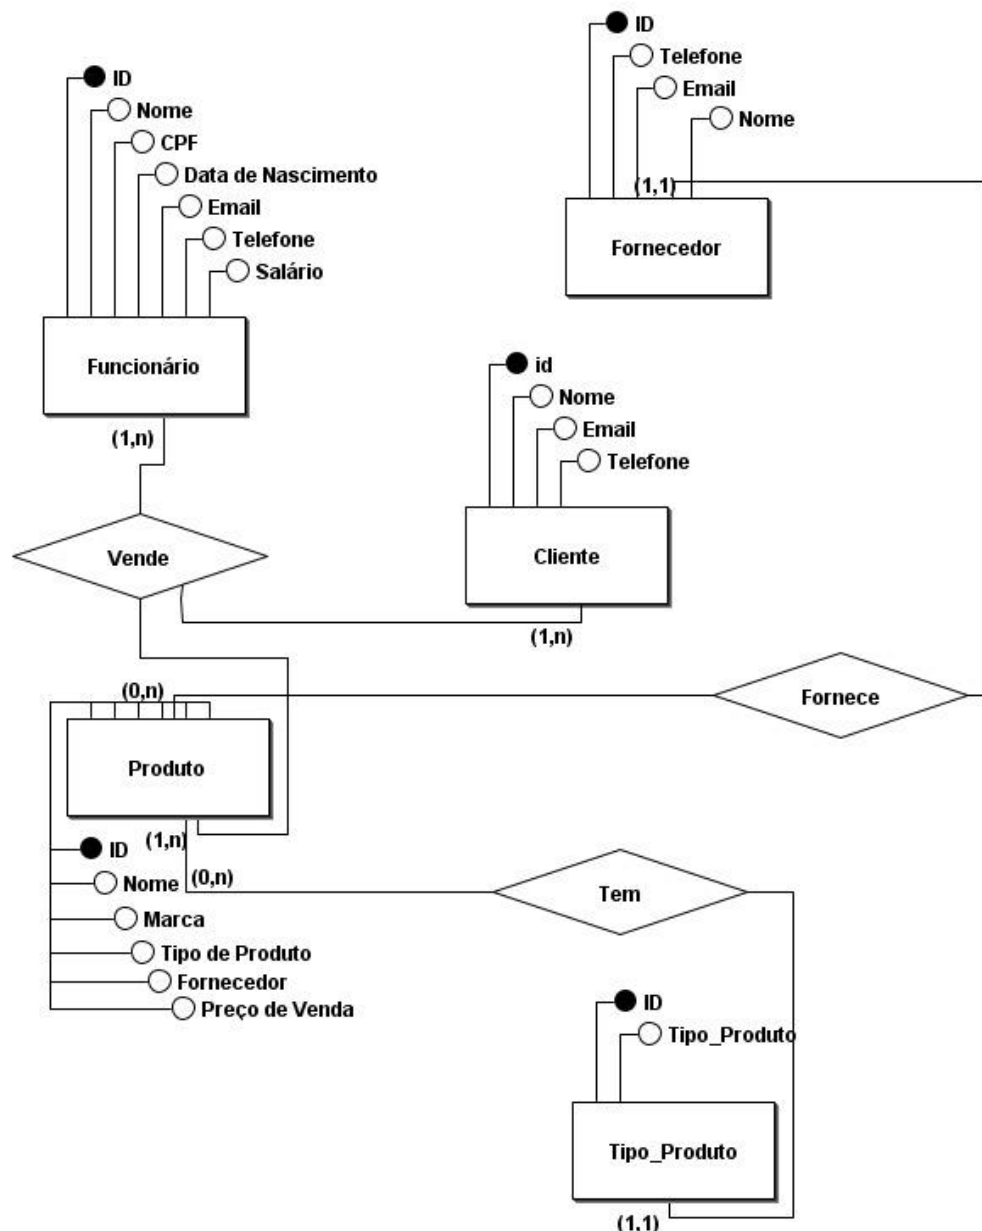 ID
Telefone
Email
Nome
(1,1)
Fornecedor
ID
Nome
CPF
Data de Nascimento
Email
Telefone
Salário
Funcionário
(1,n)
id
Nome
Email
Telefone
Cliente
(1,n)
Vende
Fornece
(0,n)
Produto
(1,n)
ID
Nome
Marca
Tipo de Produto
Fornecedor
Preço de Venda
(0,n)
Tem
ID
Tipo_Produto
Tipo_Produto
(1,1)